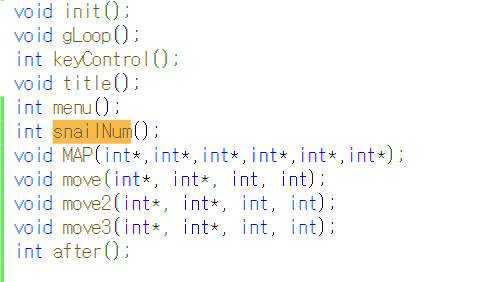 void init();
void gLoop();
int keyControl();
void title();
int menu();
int snailNum();
void MAP(int*,int*,int*,int*,int*,int*);
void move(int*, int*, int, int);
void move2(int*, int*, int, int);
void move3(int*, int*, int, int);
int after();